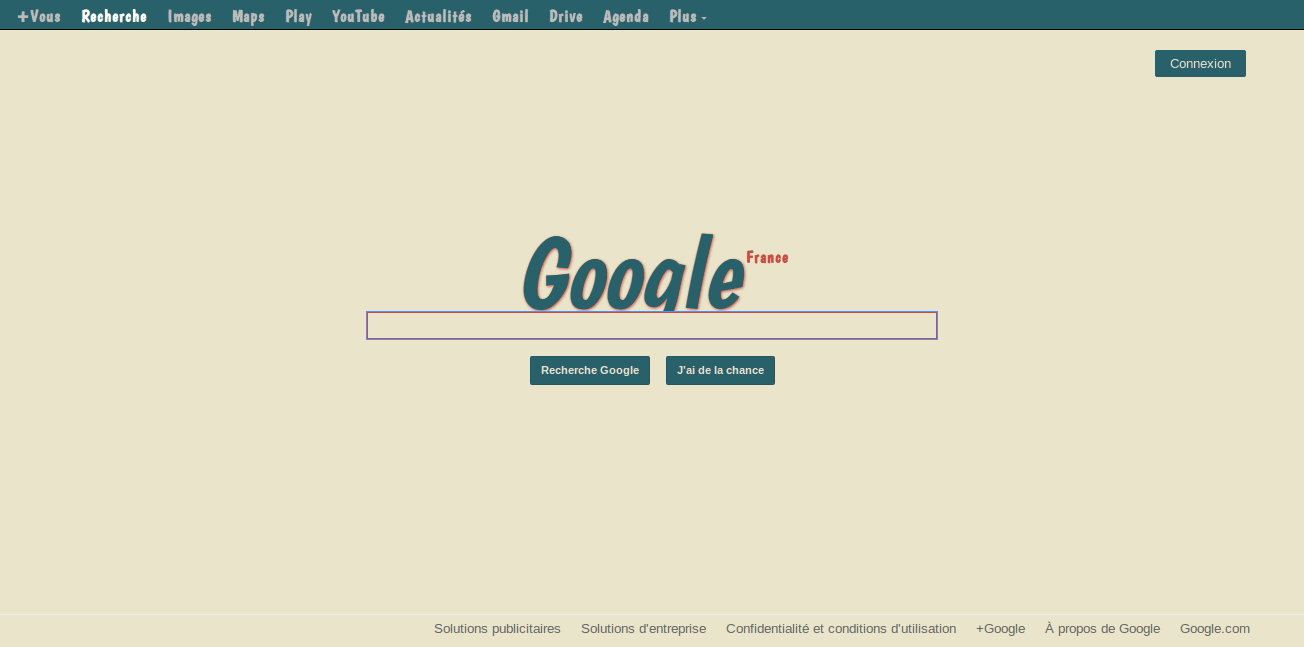 +Vous Recherche Images Maps Play YouTube Actualités Gmail Drive Agenda Plus
Connexion
Google France
Recherche Google J'ai de la chance
Solutions publicitaires Solutions d'entreprise Confidentialité et conditions d'utilisation +Google À propos de Google Google.com